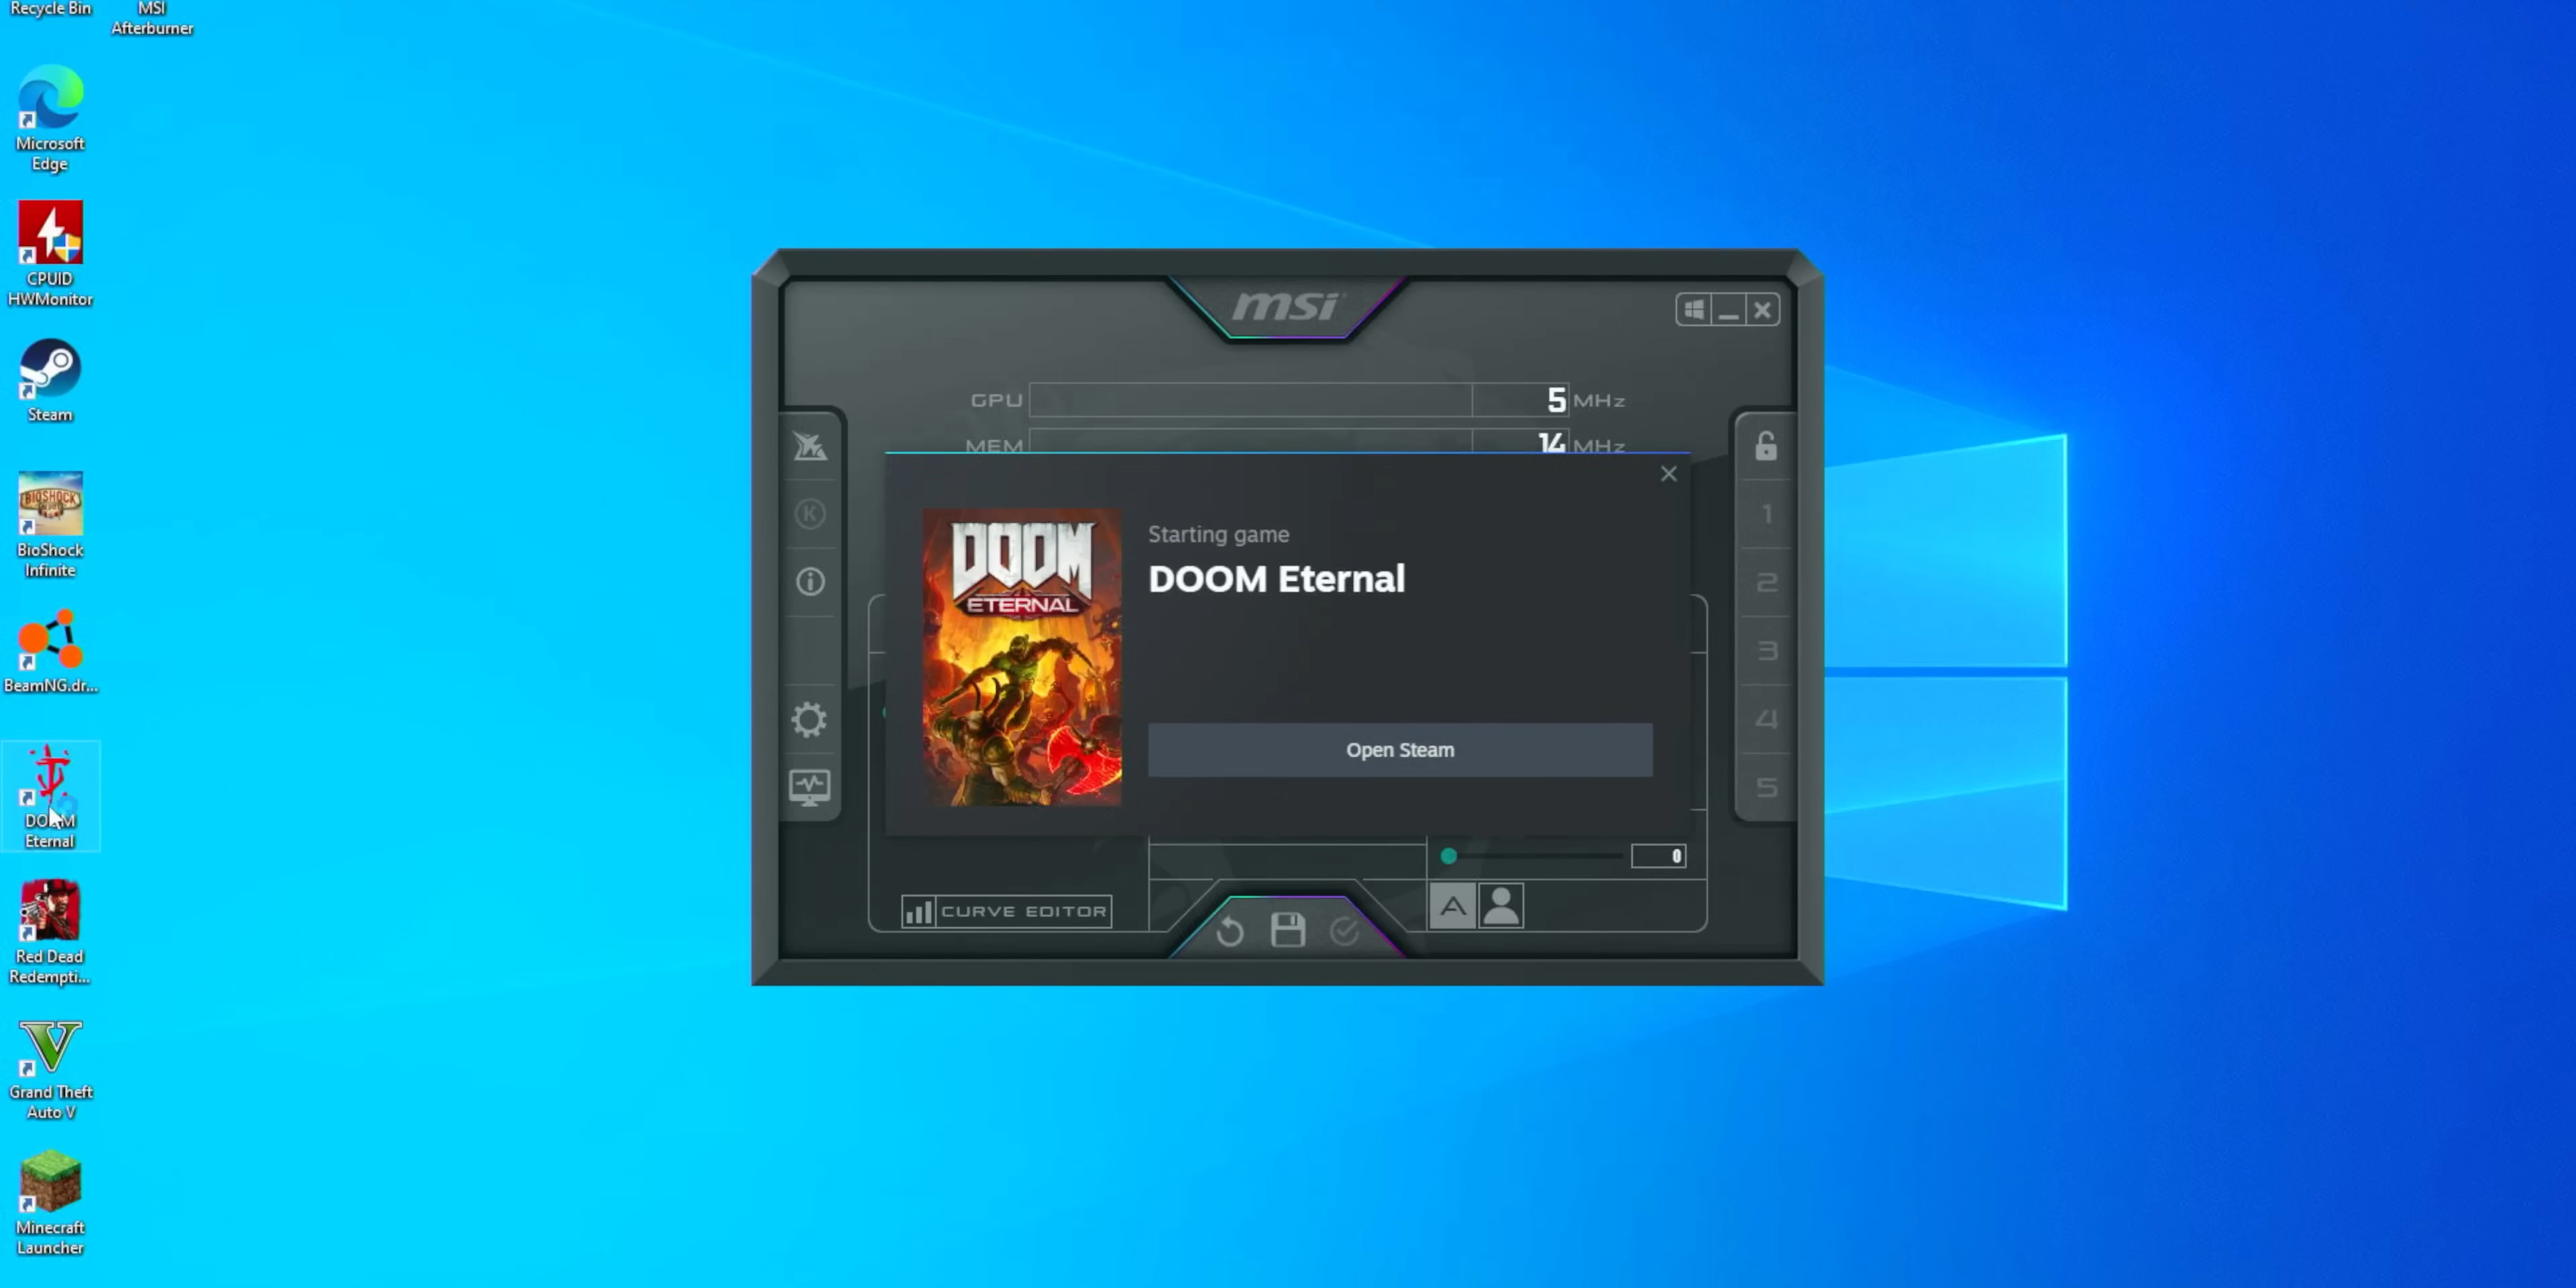 Recycle Bin
MSI
Afterburner
Microsoft
Edge
CPUID
HWMonitor
Steam
BIOSHOCK
BioShock
Infinite
BeamNG.dr...
DOOM
Eternal
Red Dead
Redempti...
V
Grand Theft
Auto V
Minecraft
Launcher
msi
GPU 5 MHz
MEM 14 MHz
K
1
2
3
4
5
DOOM
ETERNAL
Starting game
DOOM Eternal
Open Steam
0
CURVE EDITOR
A